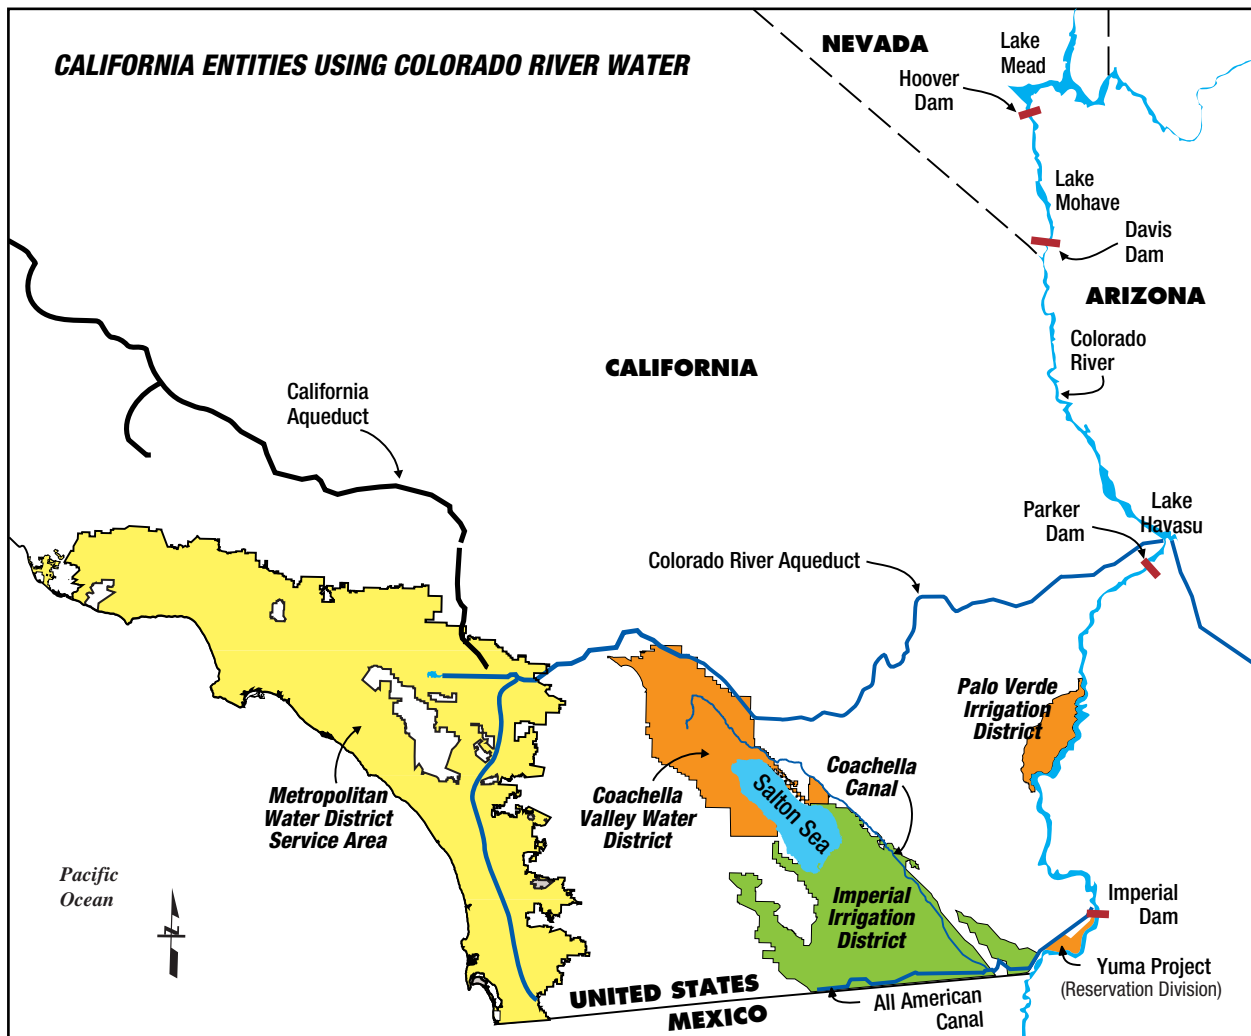 CALIFORNIA ENTITIES USING COLORADO RIVER WATER
NEVADA
Lake
Mead
Hoover
Dam
Lake
Mohave
Davis
Dam
ARIZONA
Colorado
River
CALIFORNIA
California
Aqueduct
Lake
Havasu
Parker
Dam
Colorado River Aqueduct
Palo Verde
Irrigation
District
Coachella
Canal
Salton Sea
Metropolitan
Water District
Service Area
Coachella
Valley Water
District
Pacific
Ocean
Imperial
Irrigation
District
Imperial
Dam
Yuma Project
(Reservation Division)
UNITED STATES
MEXICO
All American
Canal
Z